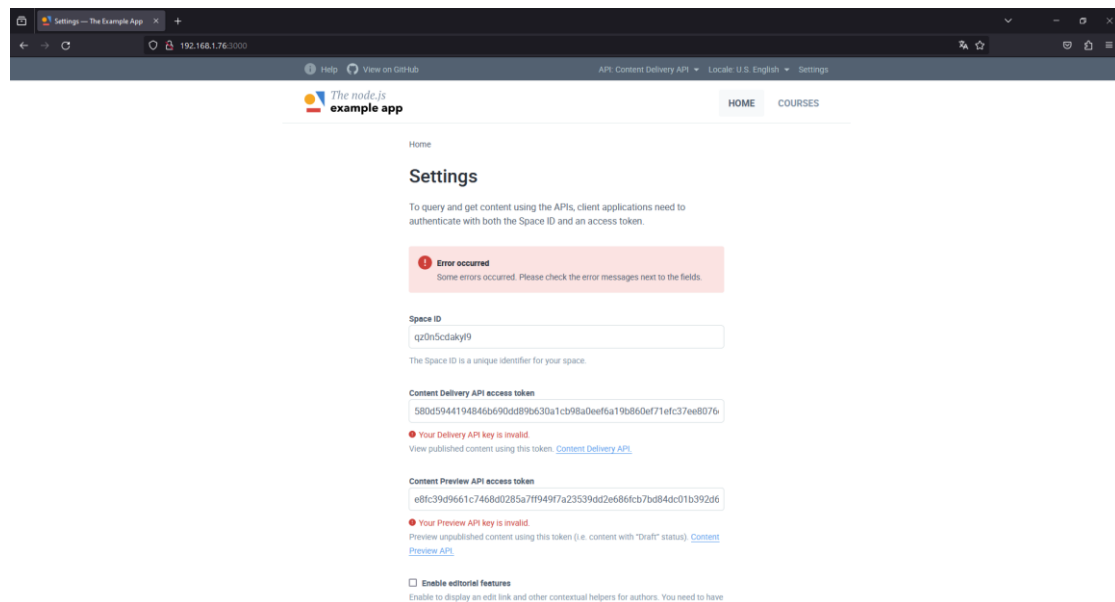 Settings — The Example App
192.168.1.76:3000
Help View on GitHub API: Content Delivery API Locale: U.S. English Settings
The node.js
example app
HOME COURSES
Home
Settings
To query and get content using the APIs, client applications need to
authenticate with both the Space ID and an access token.
Error occurred
Some errors occurred. Please check the error messages next to the fields.
Space ID
qz0n5cdakyl9
The Space ID is a unique identifier for your space.
Content Delivery API access token
580d5944194846b690dd89b630a1cb98a0eef6a19b860ef71efc37ee8076
Your Delivery API key is invalid.
View published content using this token. Content Delivery API.
Content Preview API access token
e8fc39d9661c7468d0285a7ff949f7a23539dd2e686fcb7bd84dc01b392d6
Your Preview API key is invalid.
Preview unpublished content using this token (i.e. content with "Draft" status). Content
Preview API.
Enable editorial features
Enable to display an edit link and other contextual helpers for authors. You need to have